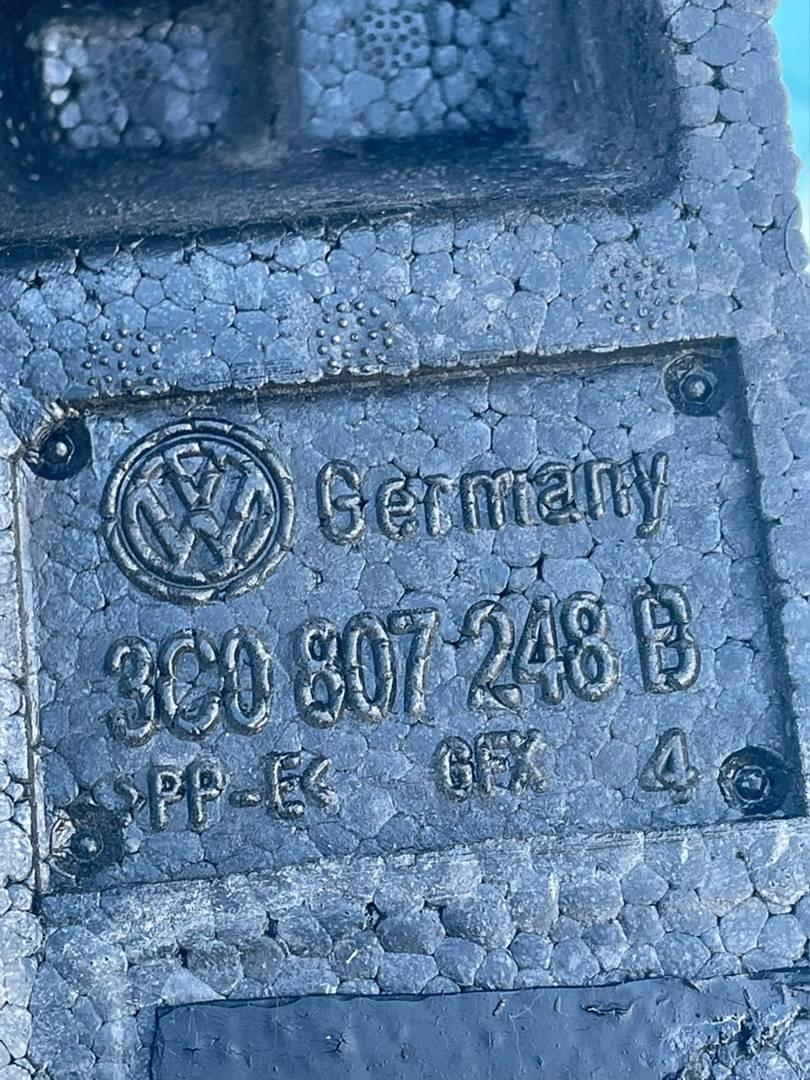 Germany
3C0 807 248 B
>PP-E< GFX 4